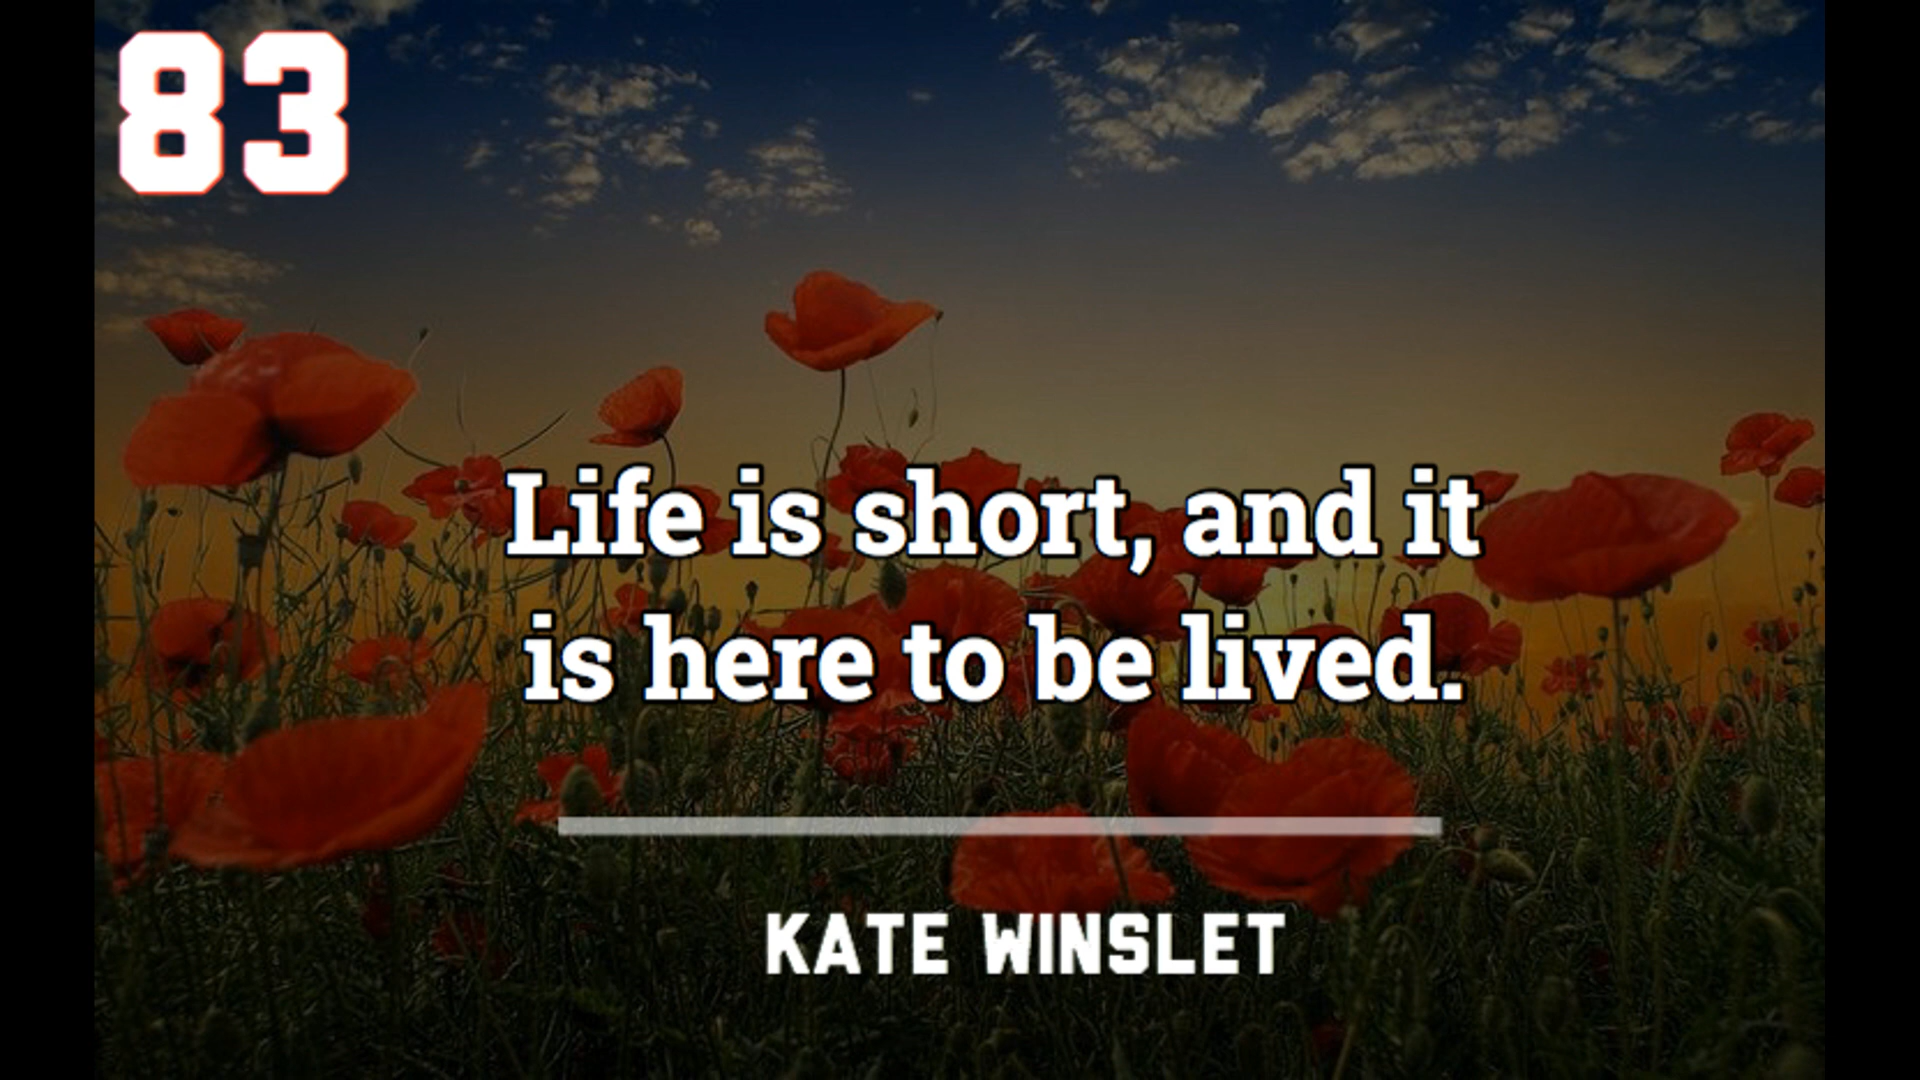 83
Life is short, and it
is here to be lived.
KATE WINSLET